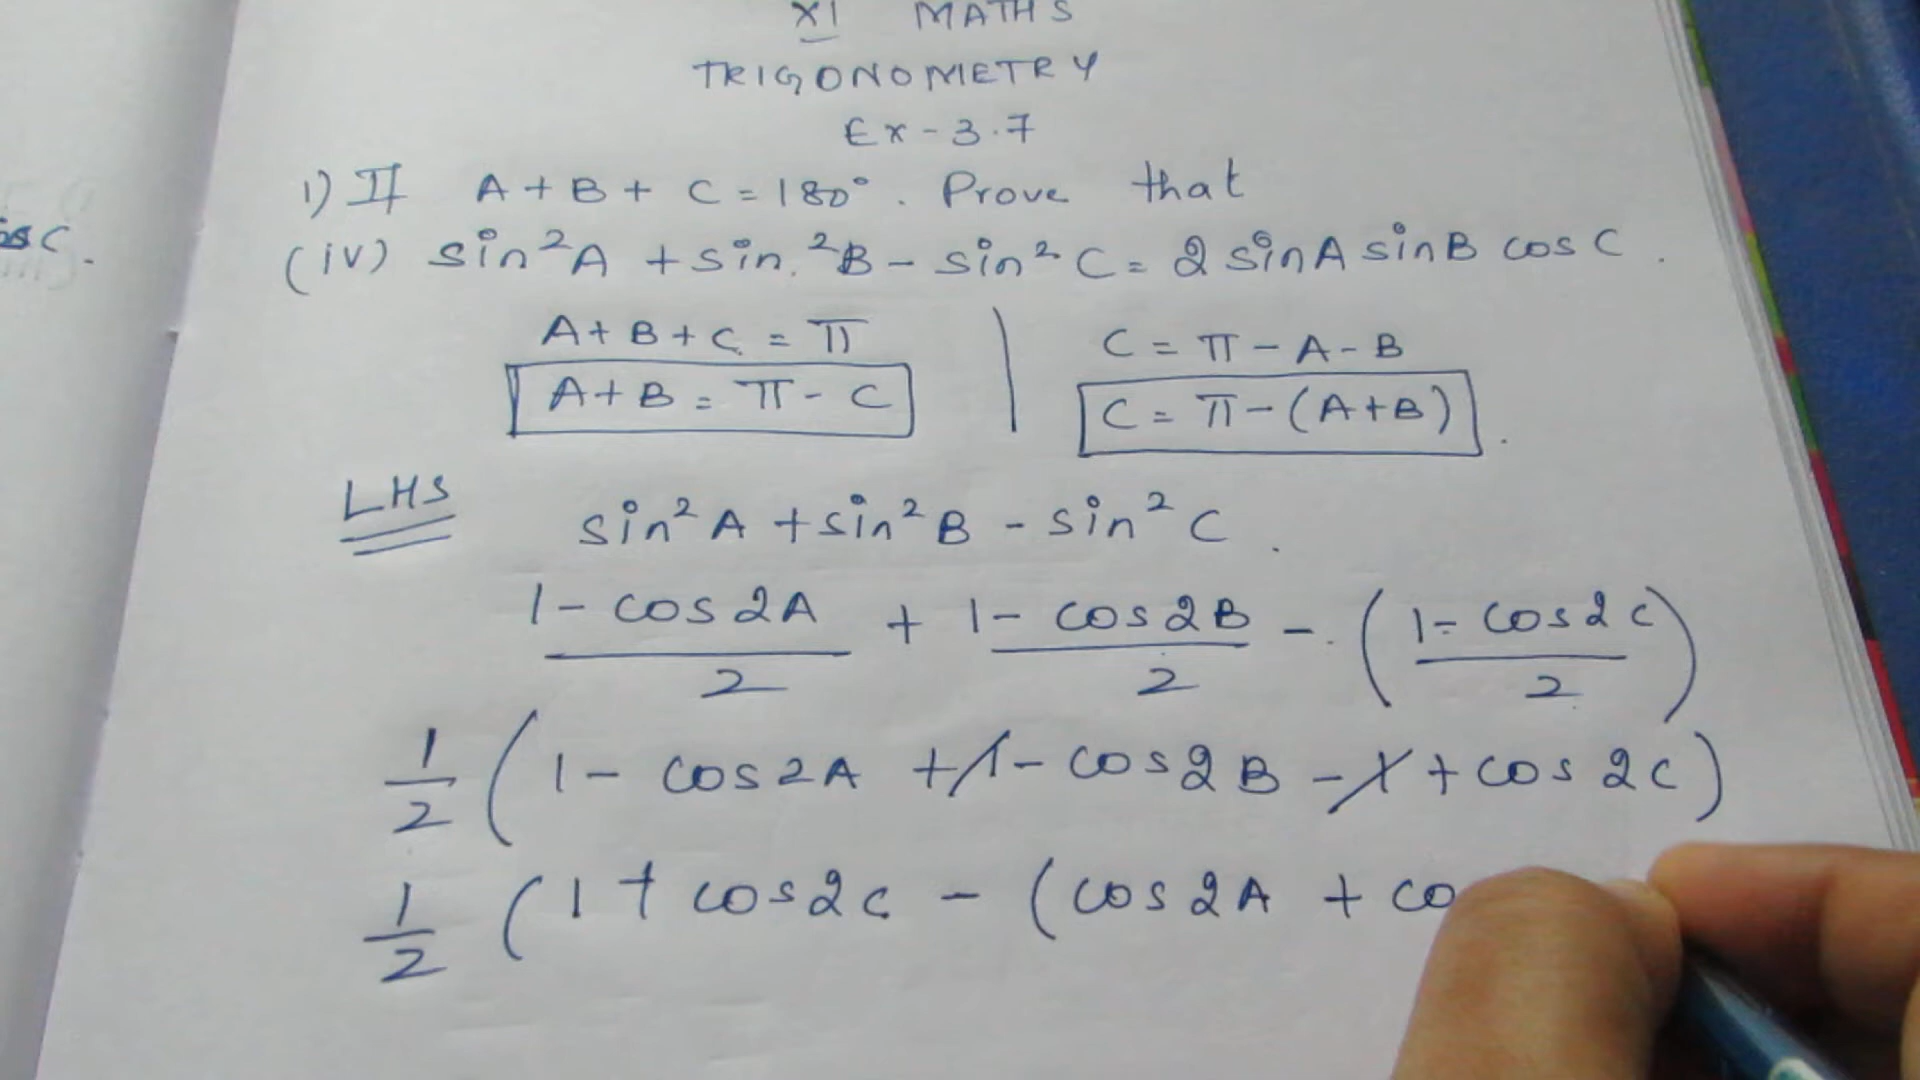 XI MATHS
TRIGONOMETRY
Ex - 3.7
1) If A + B + C = 180°. Prove that
(iv) sin²A + sin²B - sin²C = 2 sinA sinB cosC.
A + B + C = π
A + B = π - C
C = π - A - B
C = π - (A+B)
LHS
sin²A + sin²B - sin²C.
1 - cos2A / 2 + 1 - cos2B / 2 - (1 - cos2C / 2)
1/2 (1 - cos2A + 1 - cos2B - 1 + cos2C)
1/2 (1 + cos2C - (cos2A + co